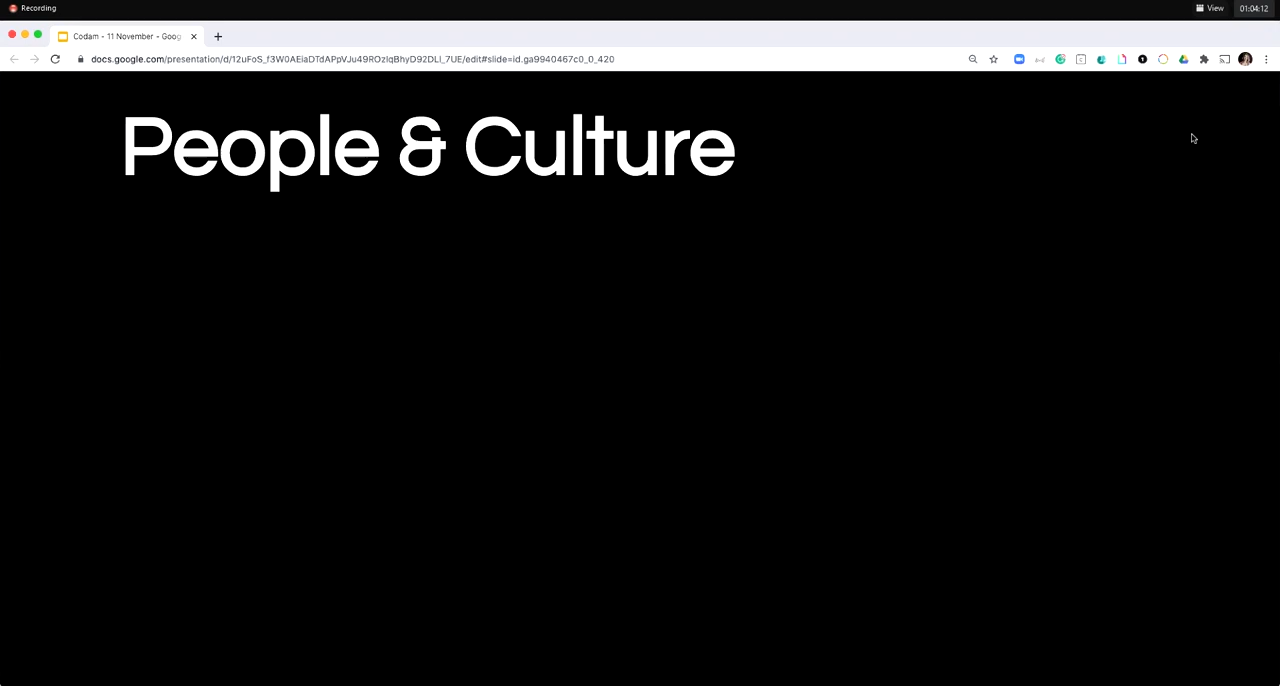 Recording
View
01:04:12
Codam - 11 November - Goog
docs.google.com/presentation/d/12uFoS_f3W0AEiaDTdAPpVJu49ROzIqBhyD92DLI_7UE/edit#slide=id.ga9940467c0_0_420
People & Culture